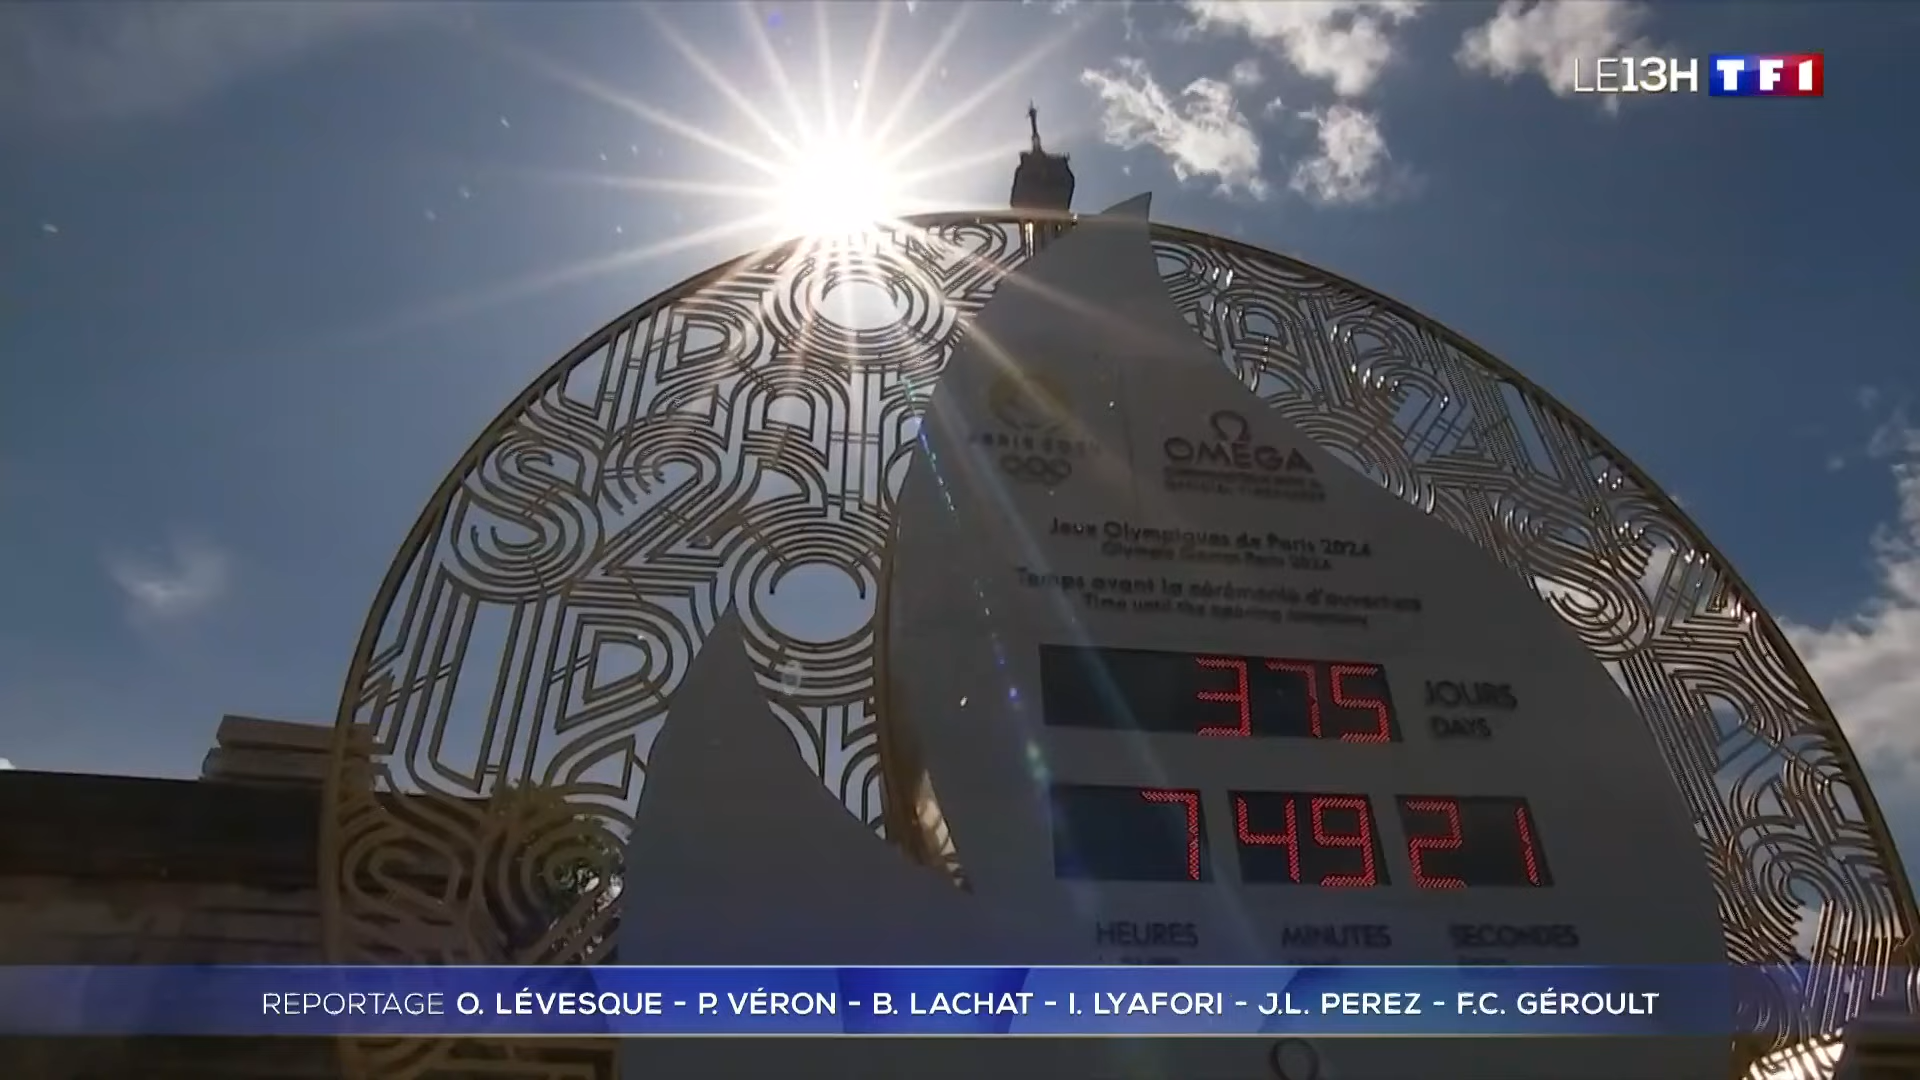 LE13H TF1
PARIS 2024
OMEGA
OFFICIAL TIMEKEEPER
Jeux Olympiques de Paris 2024
Olympic Games Paris 2024
Temps avant la cérémonie d'ouverture
Time until the opening ceremony
375 JOURS
DAYS
7 49 21
HEURES MINUTES SECONDES
REPORTAGE O. LÉVESQUE - P. VÉRON - B. LACHAT - I. LYAFORI - J.L. PEREZ - F.C. GÉROULT